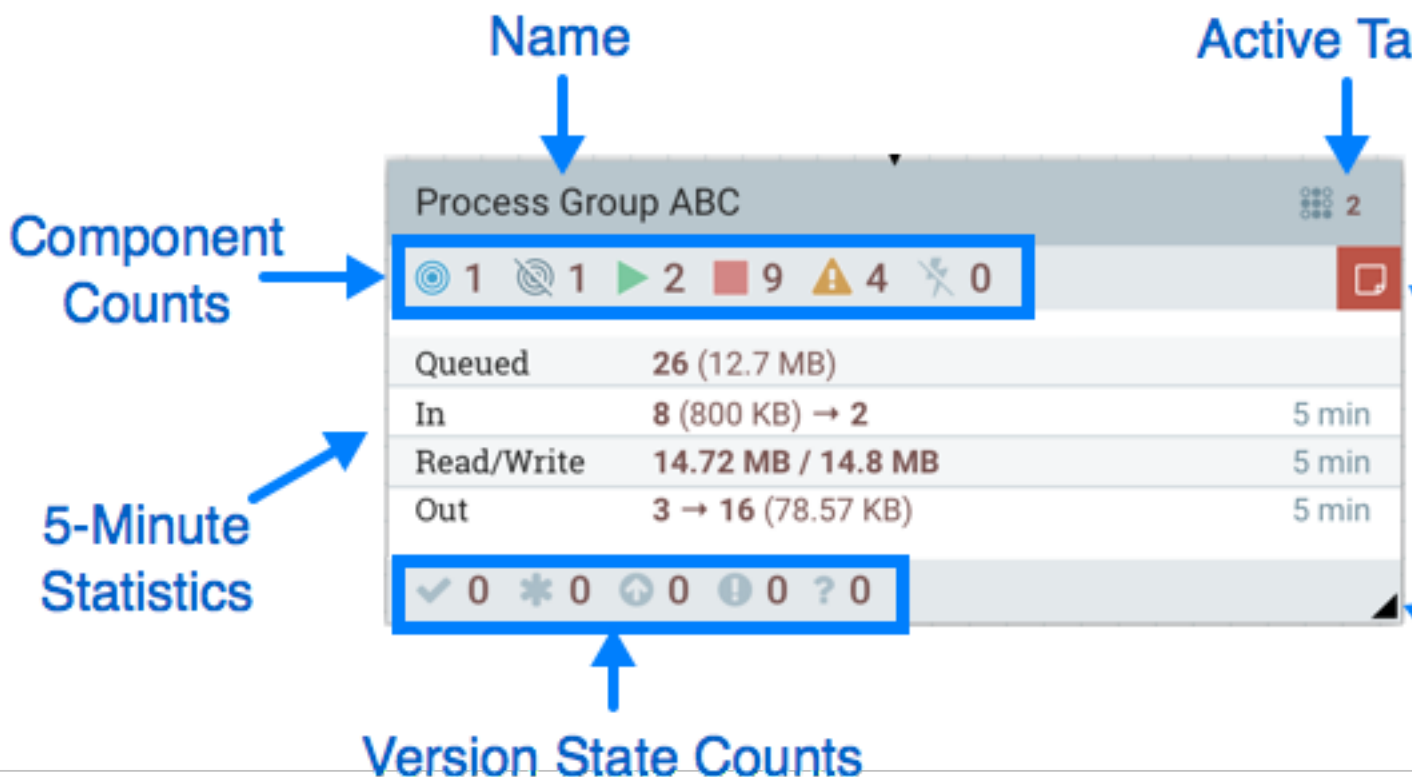 Name
Active Ta
Process Group ABC 2
Component
Counts
1 1 2 9 4 0
Queued 26 (12.7 MB)
In 8 (800 KB) → 2 5 min
Read/Write 14.72 MB / 14.8 MB 5 min
Out 3 → 16 (78.57 KB) 5 min
5-Minute
Statistics
0 0 0 0 ? 0
Version State Counts